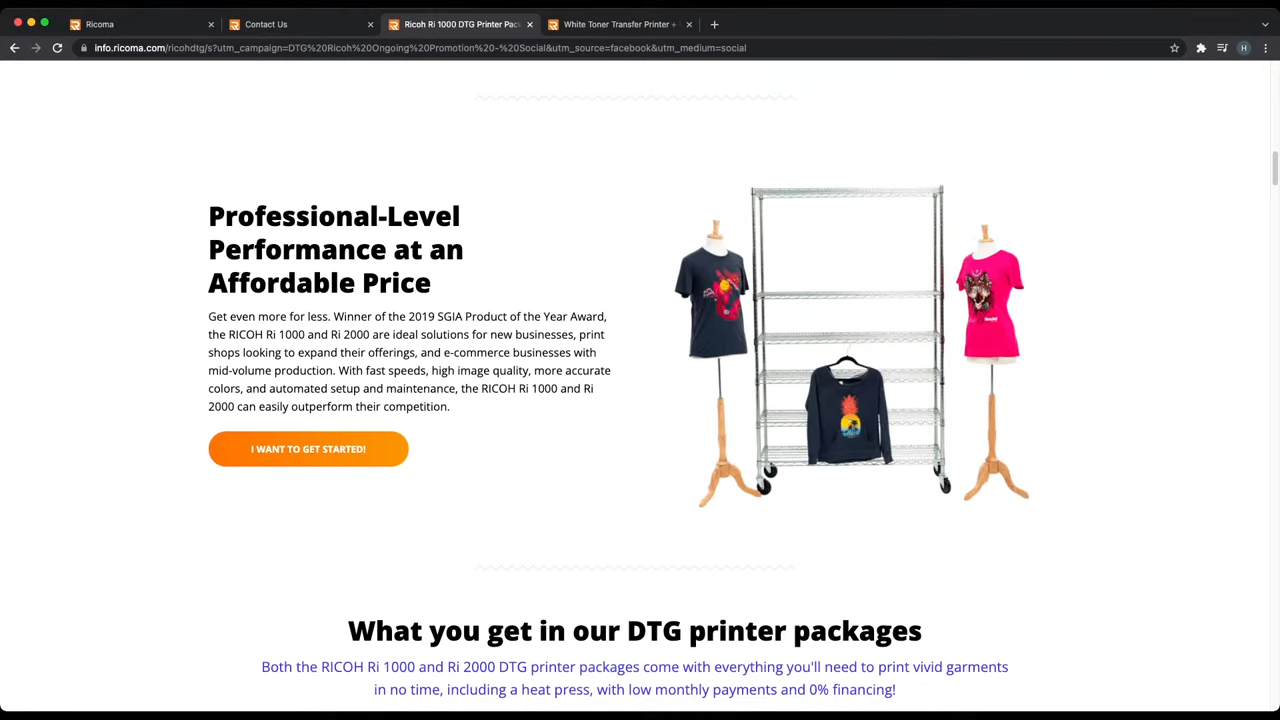 Ricoma
Contact Us
Ricoh Ri 1000 DTG Printer Pac
White Toner Transfer Printer +
info.ricoma.com/ricohdtg/s?utm_campaign=DTG%20Ricoh%20Ongoing%20Promotion%20-%20Social&utm_source=facebook&utm_medium=social
H
Professional-Level
Performance at an
Affordable Price
Get even more for less. Winner of the 2019 SGIA Product of the Year Award,
the RICOH Ri 1000 and Ri 2000 are ideal solutions for new businesses, print
shops looking to expand their offerings, and e-commerce businesses with
mid-volume production. With fast speeds, high image quality, more accurate
colors, and automated setup and maintenance, the RICOH Ri 1000 and Ri
2000 can easily outperform their competition.
I WANT TO GET STARTED!
What you get in our DTG printer packages
Both the RICOH Ri 1000 and Ri 2000 DTG printer packages come with everything you'll need to print vivid garments
in no time, including a heat press, with low monthly payments and 0% financing!